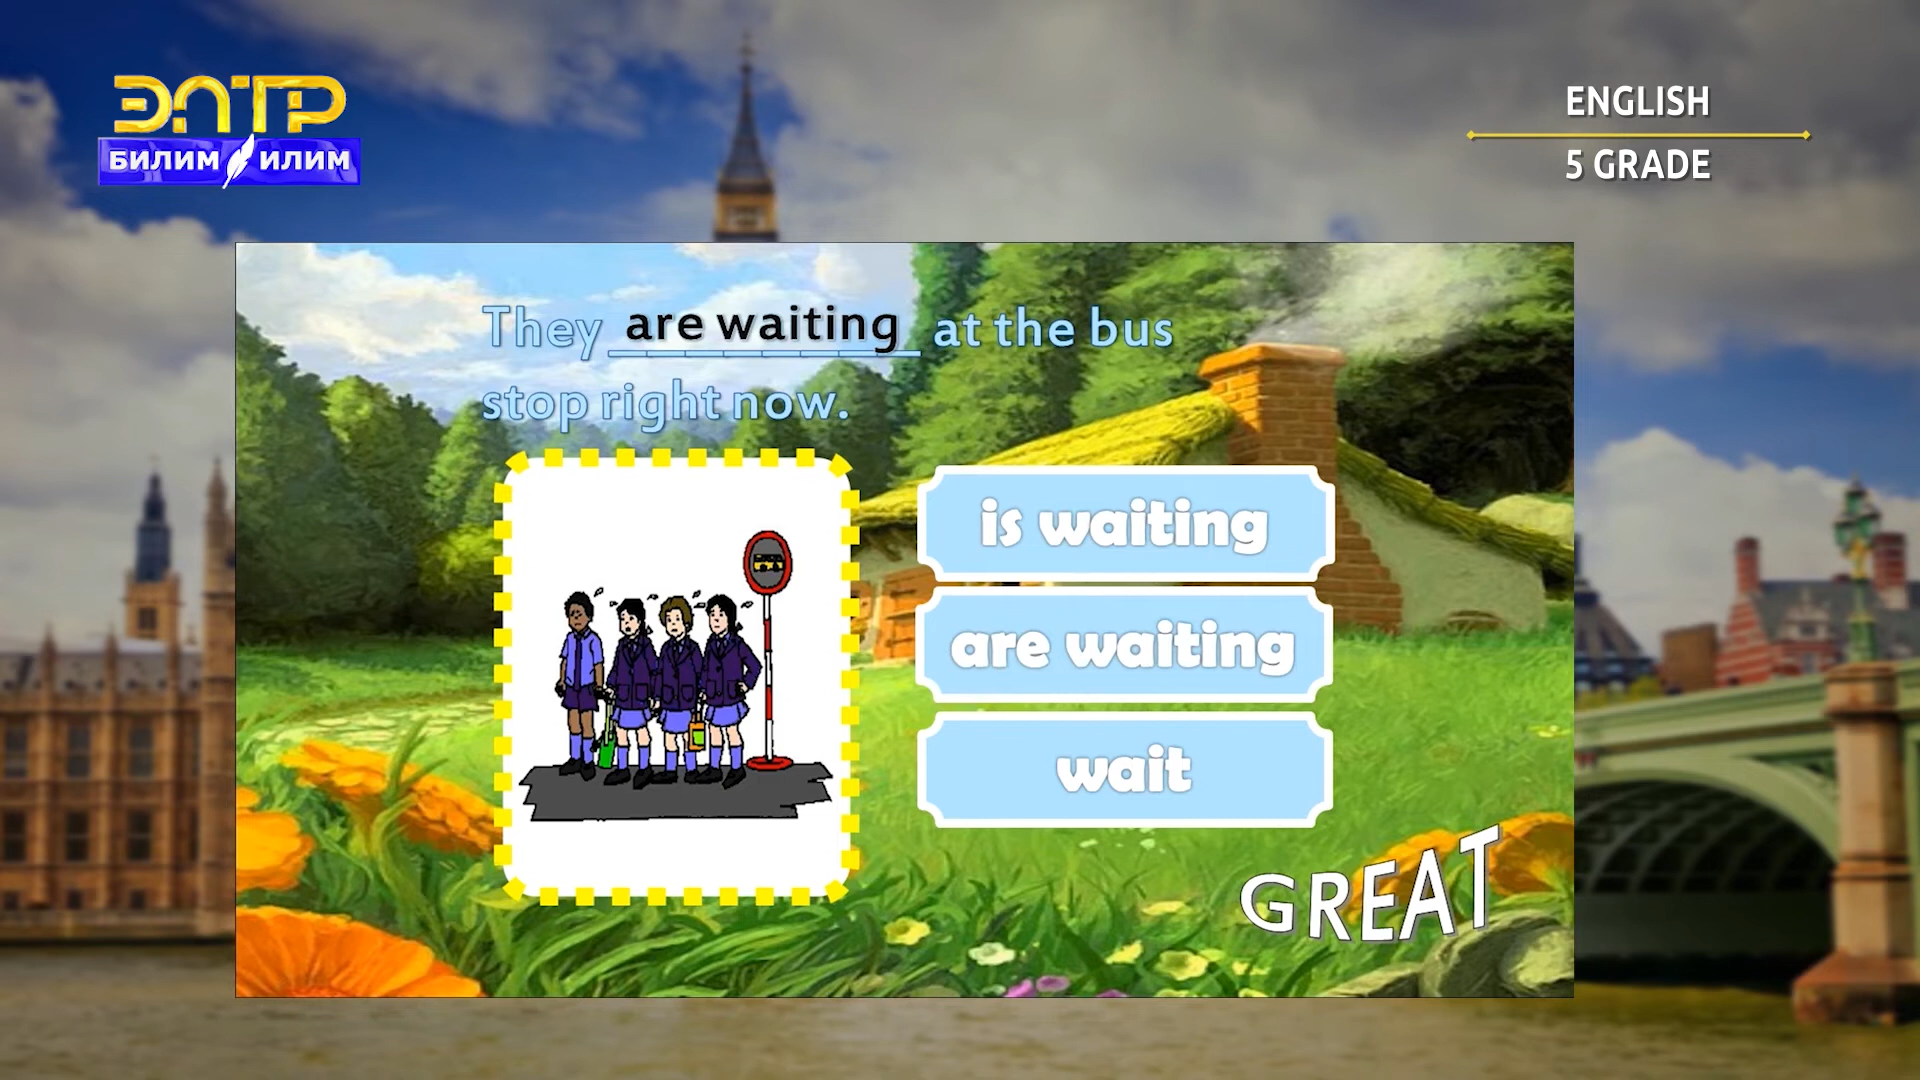 ЭЛТР
БИЛИМ ИЛИМ
ENGLISH
5 GRADE
They are waiting at the bus
stop right now.
is waiting
are waiting
wait
GREAT